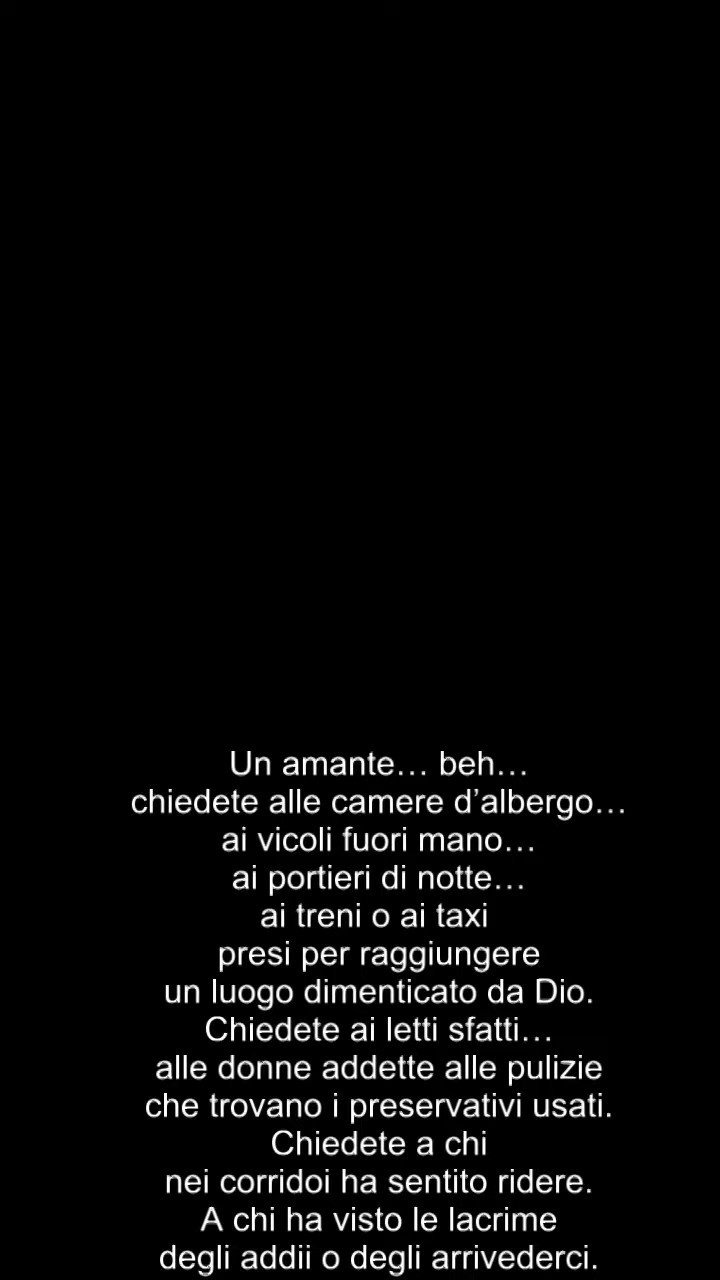 Un amante… beh…
chiedete alle camere d’albergo…
ai vicoli fuori mano…
ai portieri di notte…
ai treni o ai taxi
presi per raggiungere
un luogo dimenticato da Dio.
Chiedete ai letti sfatti…
alle donne addette alle pulizie
che trovano i preservativi usati.
Chiedete a chi
nei corridoi ha sentito ridere.
A chi ha visto le lacrime
degli addii o degli arrivederci.